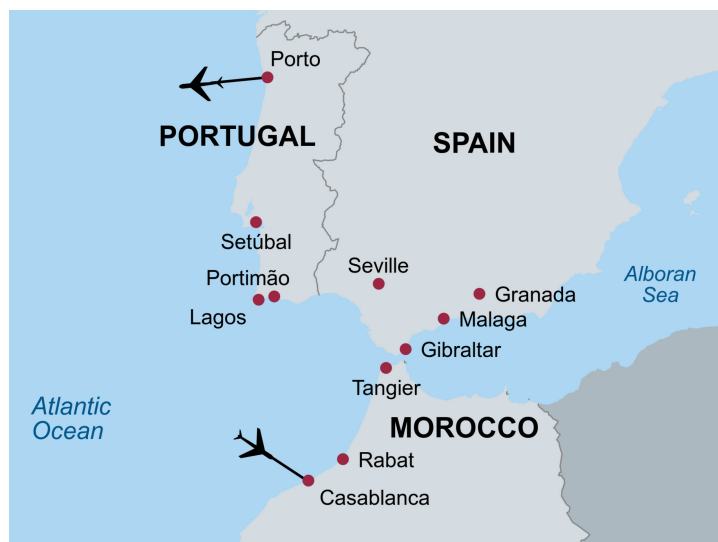 Porto
PORTUGAL
SPAIN
Setúbal
Portimão
Lagos
Seville
Granada
Malaga
Alboran
Sea
Gibraltar
Tangier
Atlantic
Ocean
MOROCCO
Rabat
Casablanca